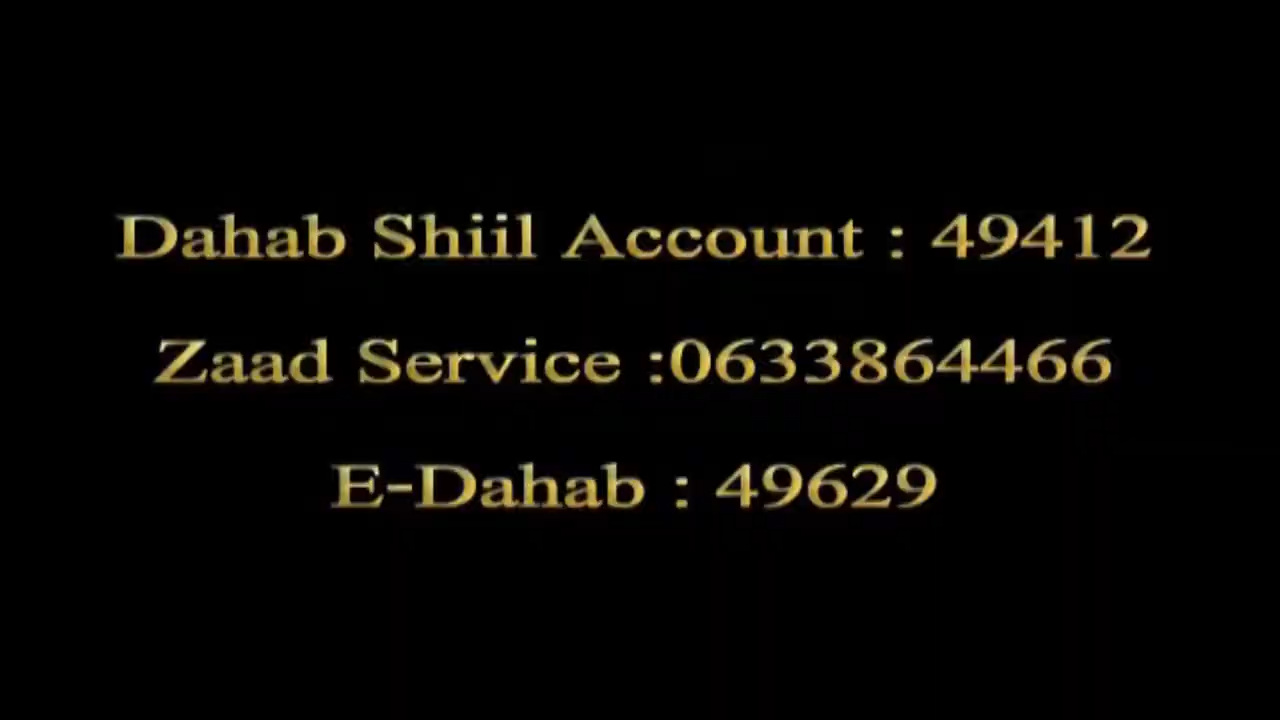 Dahab Shiil Account : 49412
Zaad Service :0633864466
E-Dahab : 49629